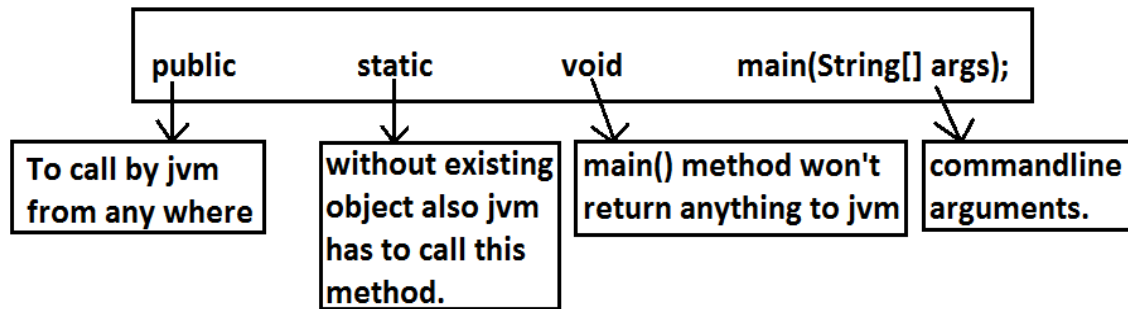 public static void main(String[] args);
To call by jvm
from any where
without existing
object also jvm
has to call this
method.
main() method won't
return anything to jvm
commandline
arguments.